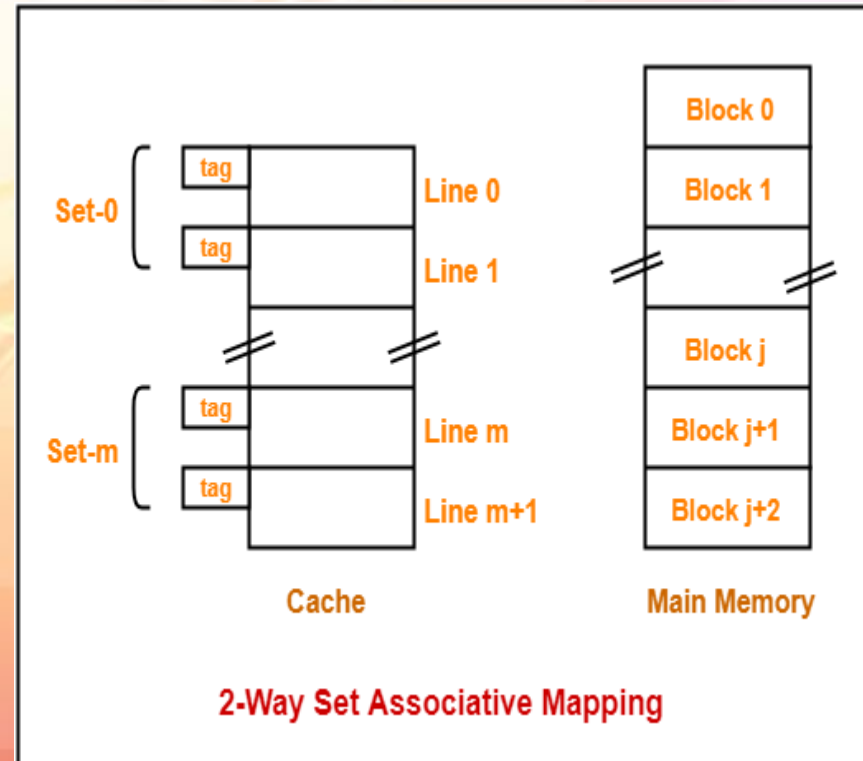 Set-0
tag
Line 0
tag
Line 1
Set-m
tag
Line m
tag
Line m+1
Cache
Block 0
Block 1
Block j
Block j+1
Block j+2
Main Memory
2-Way Set Associative Mapping